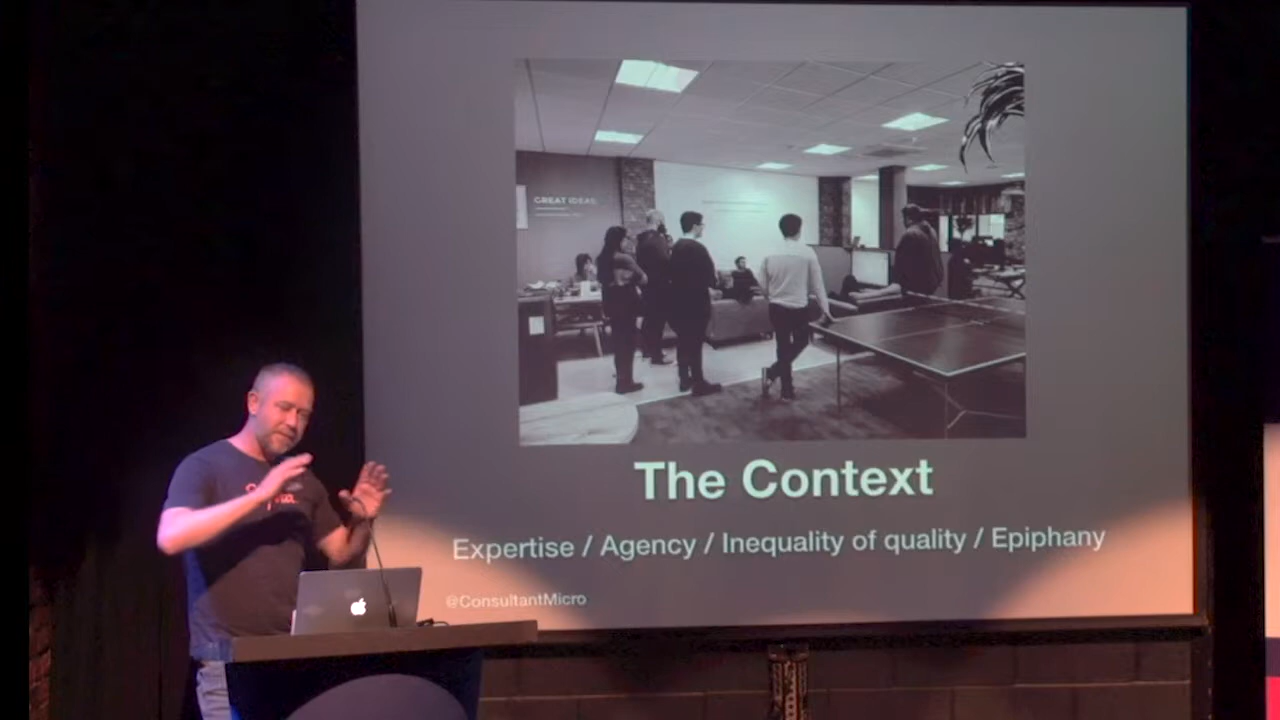 GREAT IDEAS
The Context
Expertise / Agency / Inequality of quality / Epiphany
@ConsultantMicro